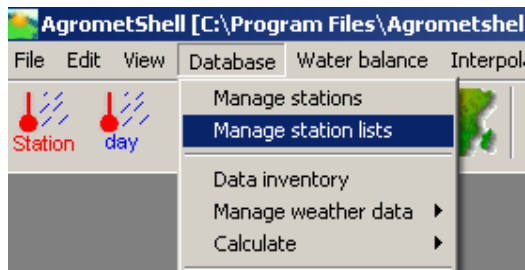 AgrometShell [C:\Program Files\Agrometshel
File Edit View Database Water balance Interpol
Station day
Manage stations
Manage station lists
Data inventory
Manage weather data
Calculate